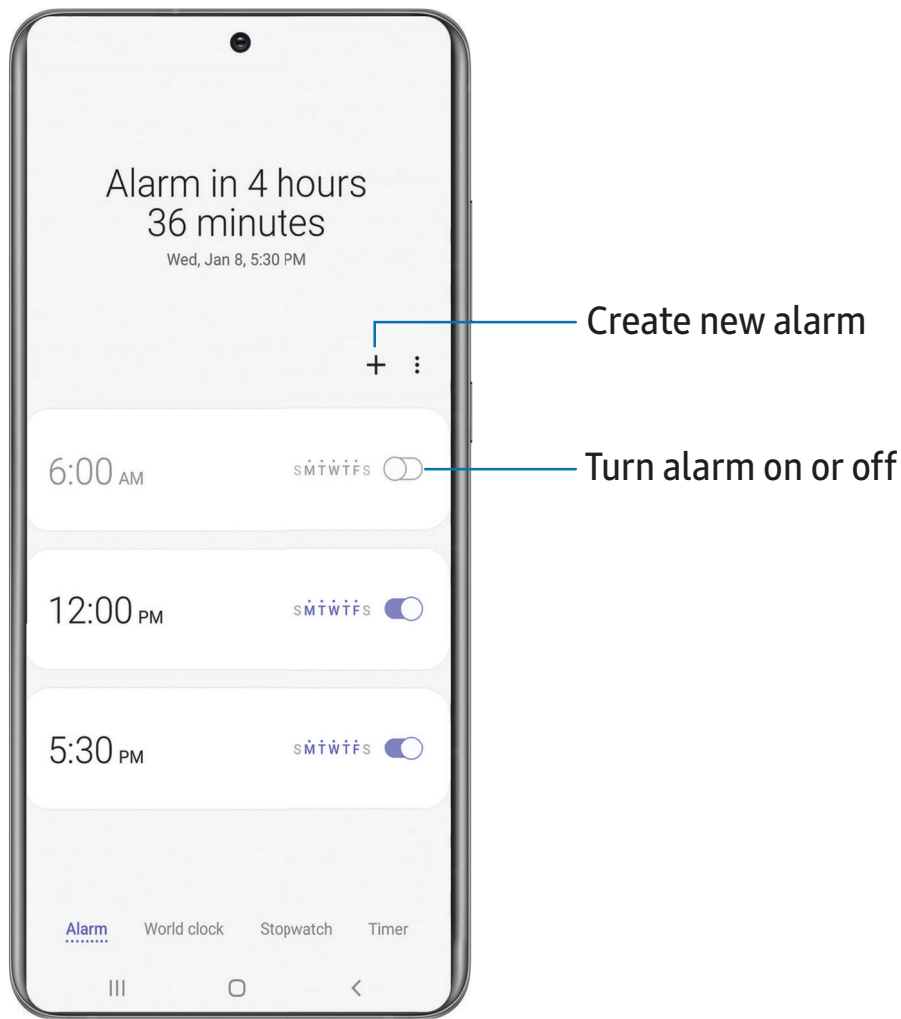 Alarm in 4 hours
36 minutes
Wed, Jan 8, 5:30 PM
Create new alarm
6:00 AM SMTWTFS
Turn alarm on or off
12:00 PM SMTWTFS
5:30 PM SMTWTFS
Alarm World clock Stopwatch Timer